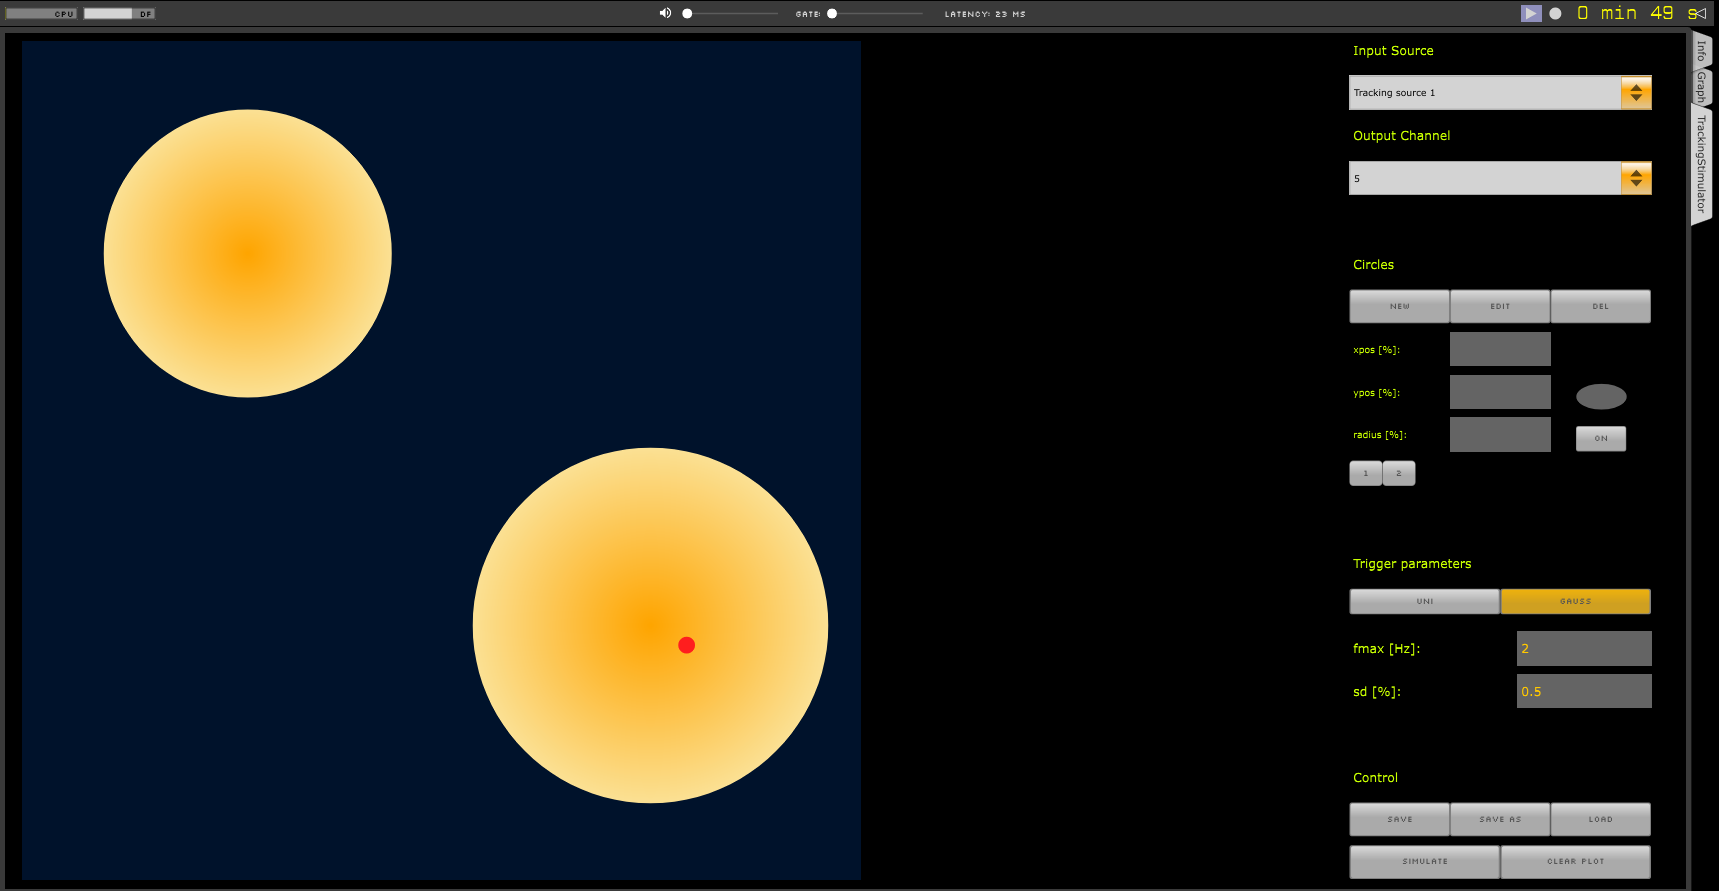 CPU DF GATE: LATENCY: 23 MS 0 min 49 s
Info
Graph
TrackingStimulator
Input Source
Tracking source 1
Output Channel
5
Circles
NEW EDIT DEL
xpos [%]:
ypos [%]:
radius [%]:
ON
1 2
Trigger parameters
UNI GAUSS
fmax [Hz]: 2
sd [%]: 0.5
Control
SAVE SAVE AS LOAD
SIMULATE CLEAR PLOT